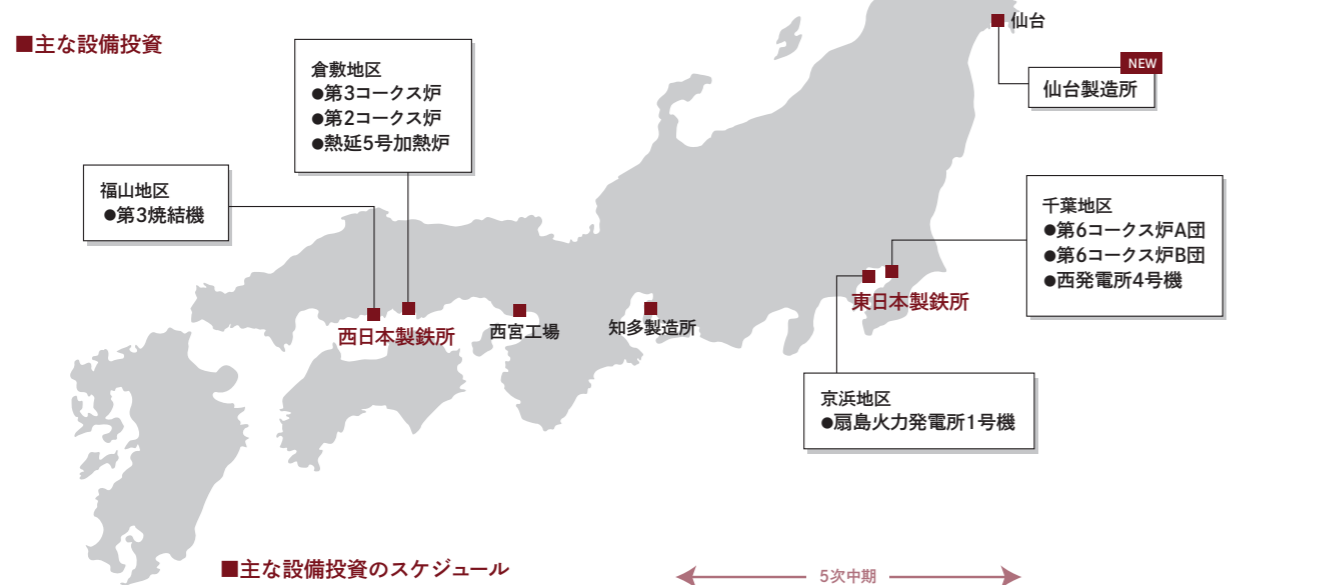 ■主な設備投資
倉敷地区
●第3コークス炉
●第2コークス炉
●熱延5号加熱炉
福山地区
●第3焼結機
仙台
NEW
仙台製造所
千葉地区
●第6コークス炉A団
●第6コークス炉B団
●西発電所4号機
西日本製鉄所
西宮工場
知多製造所
東日本製鉄所
京浜地区
●扇島火力発電所1号機
■主な設備投資のスケジュール
5次中期